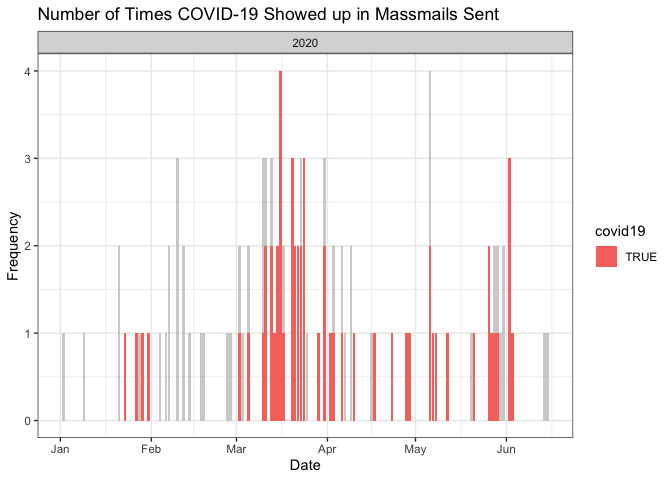 Number of Times COVID-19 Showed up in Massmails Sent
2020
4
3
2
1
0
Frequency
Jan Feb Mar Apr May Jun
Date
covid19
TRUE